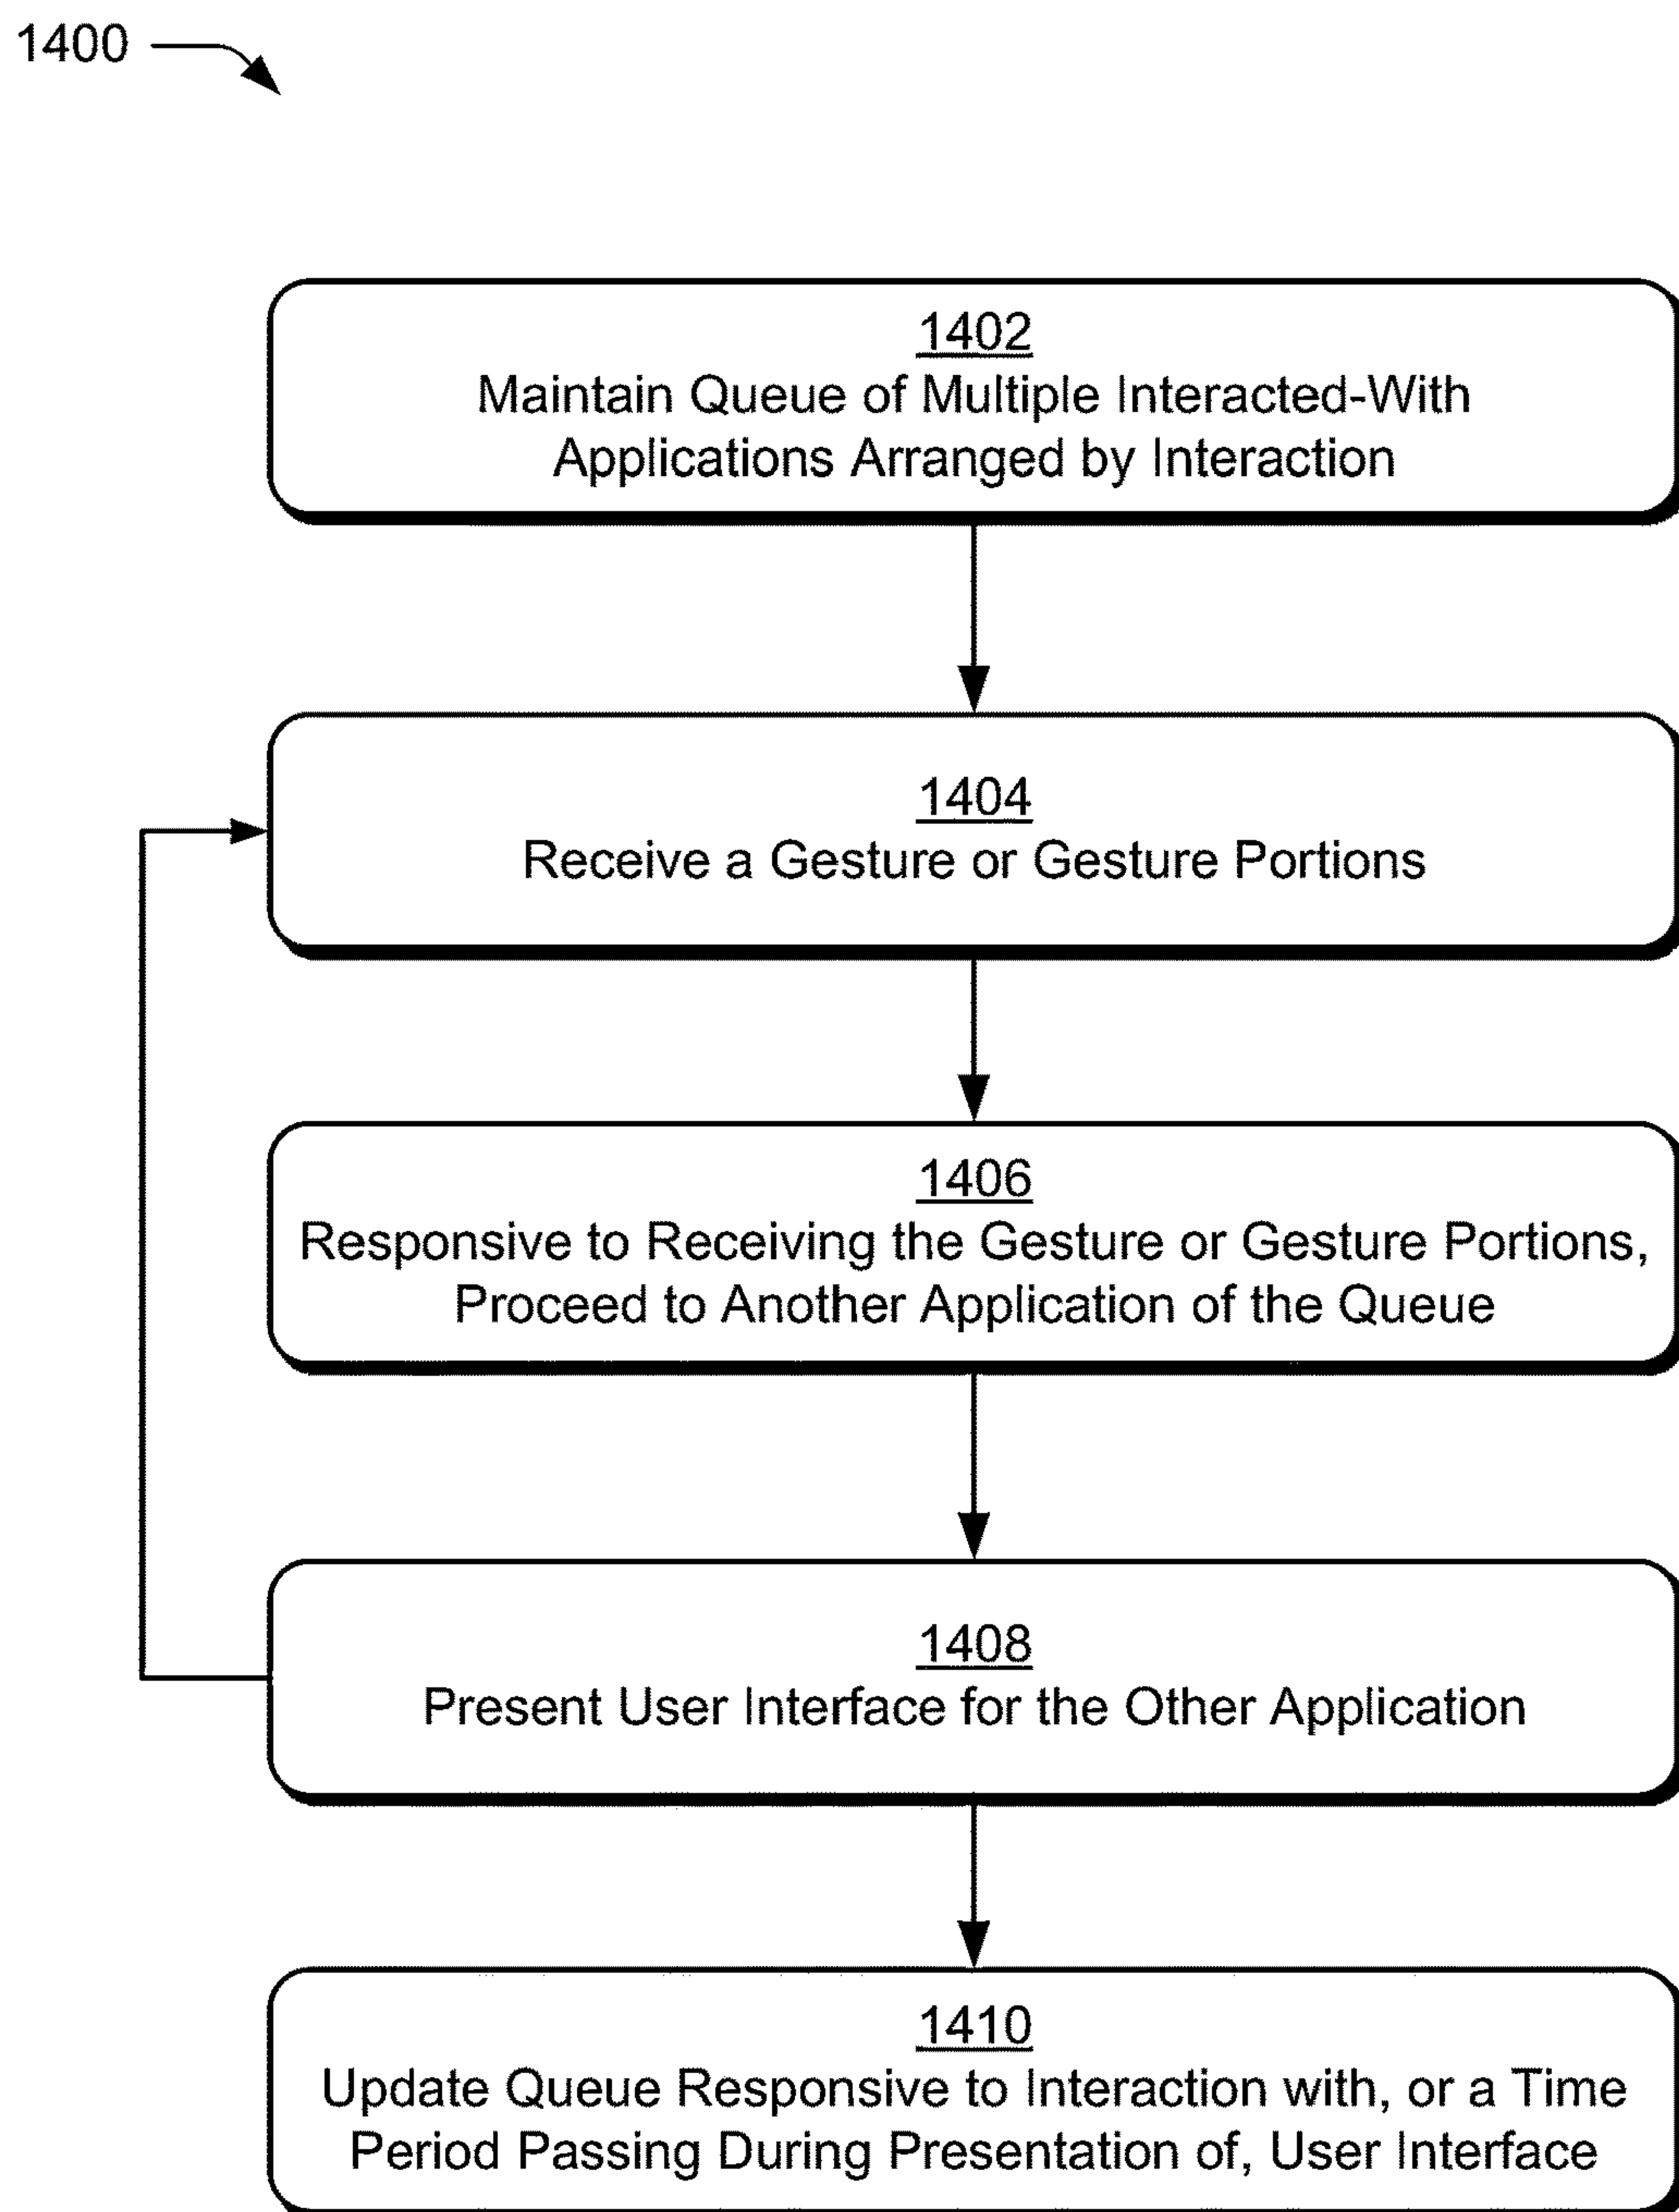 1400
1402
Maintain Queue of Multiple Interacted-With
Applications Arranged by Interaction
1404
Receive a Gesture or Gesture Portions
1406
Responsive to Receiving the Gesture or Gesture Portions,
Proceed to Another Application of the Queue
1408
Present User Interface for the Other Application
1410
Update Queue Responsive to Interaction with, or a Time
Period Passing During Presentation of, User Interface